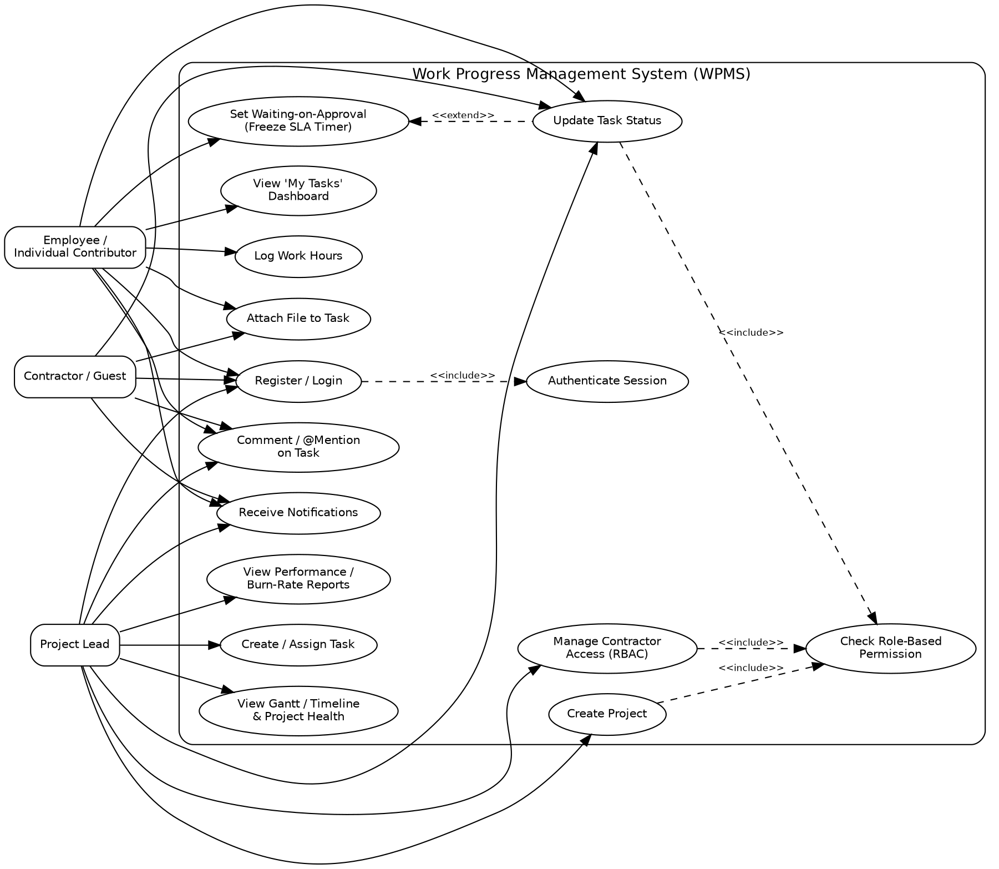 Work Progress Management System (WPMS)
Set Waiting-on-Approval
(Freeze SLA Timer)
<<extend>>
Update Task Status
View 'My Tasks'
Dashboard
Employee /
Individual Contributor
Log Work Hours
Attach File to Task
<<include>>
Contractor / Guest
Register / Login
<<include>>
Authenticate Session
Comment / @Mention
on Task
Receive Notifications
View Performance /
Burn-Rate Reports
Project Lead
Create / Assign Task
Manage Contractor
Access (RBAC)
<<include>>
Check Role-Based
Permission
<<include>>
View Gantt / Timeline
& Project Health
Create Project